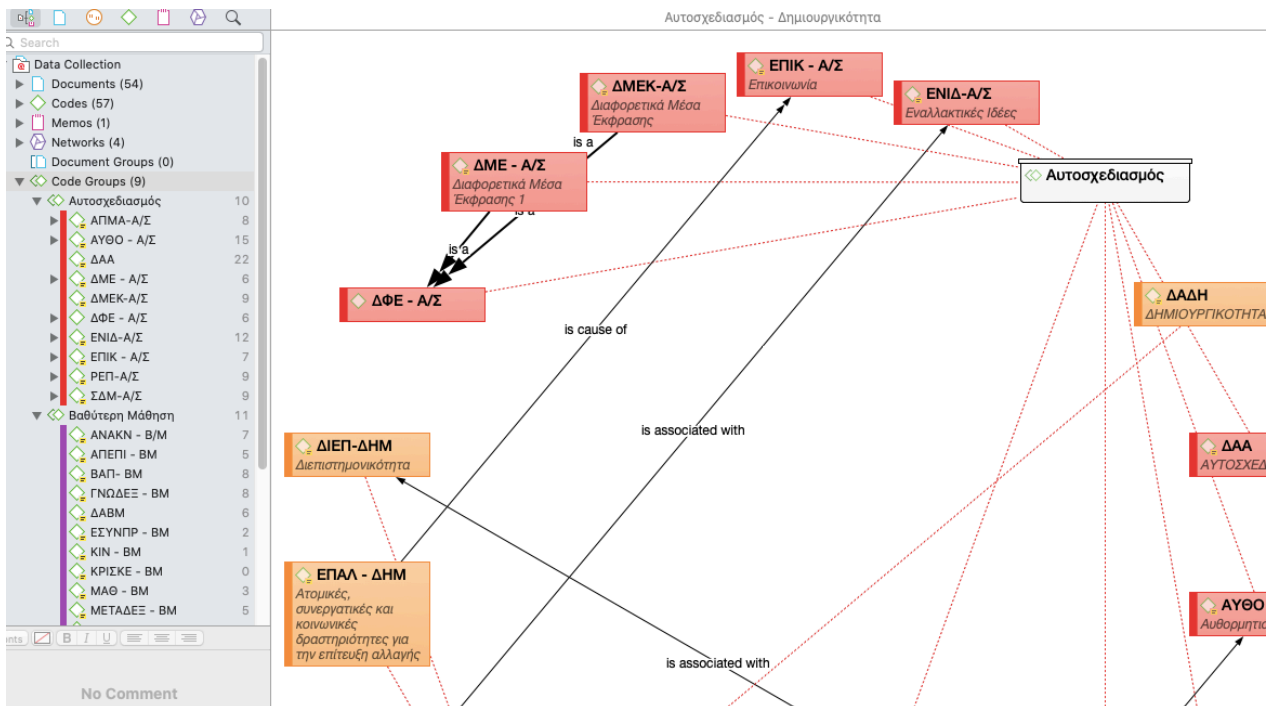 Αυτοσχεδιασμός - Δημιουργικότητα
Search
Data Collection
Documents (54)
Codes (57)
Memos (1)
Networks (4)
Document Groups (0)
Code Groups (9)
Αυτοσχεδιασμός 10
ΑΠΜΑ-Α/Σ 8
ΑΥΘΟ - Α/Σ 15
ΔΑΑ 22
ΔΜΕ - Α/Σ 6
ΔΜΕΚ-Α/Σ 9
ΔΦΕ - Α/Σ 6
ΕΝΙΔ-Α/Σ 12
ΕΠΙΚ - Α/Σ 7
ΡΕΠ-Α/Σ 9
ΣΔΜ-Α/Σ 9
Βαθύτερη Μάθηση 11
ΑΝΑΚΝ - Β/Μ 7
ΑΠΕΠΙ - ΒΜ 5
ΒΑΠ- ΒΜ 8
ΓΝΩΔΕΞ - ΒΜ 8
ΔΑΒΜ 6
ΕΣΥΝΠΡ - ΒΜ 2
ΚΙΝ - ΒΜ 1
ΚΡΙΣΚΕ - ΒΜ 0
ΜΑΘ - ΒΜ 3
ΜΕΤΑΔΕΞ - ΒΜ 5
B I U
No Comment
ΕΠΙΚ - Α/Σ
Επικοινωνία
ΔΜΕΚ-Α/Σ
Διαφορετικά Μέσα
Έκφρασης
ΕΝΙΔ-Α/Σ
Εναλλακτικές Ιδέες
is a
ΔΜΕ - Α/Σ
Διαφορετικά Μέσα
Έκφρασης 1
Αυτοσχεδιασμός
is a
is a
ΔΦΕ - Α/Σ
ΔΑΔΗ
ΔΗΜΙΟΥΡΓΙΚΟΤΗΤΑ
is cause of
is associated with
ΔΙΕΠ-ΔΗΜ
Διεπιστημονικότητα
ΔΑΑ
ΑΥΤΟΣΧΕΔ
ΕΠΑΛ - ΔΗΜ
Ατομικές,
συνεργατικές και
κοινωνικές
δραστηριότητες για
την επίτευξη αλλαγής
ΑΥΘΟ
Αυθορμητισ
is associated with